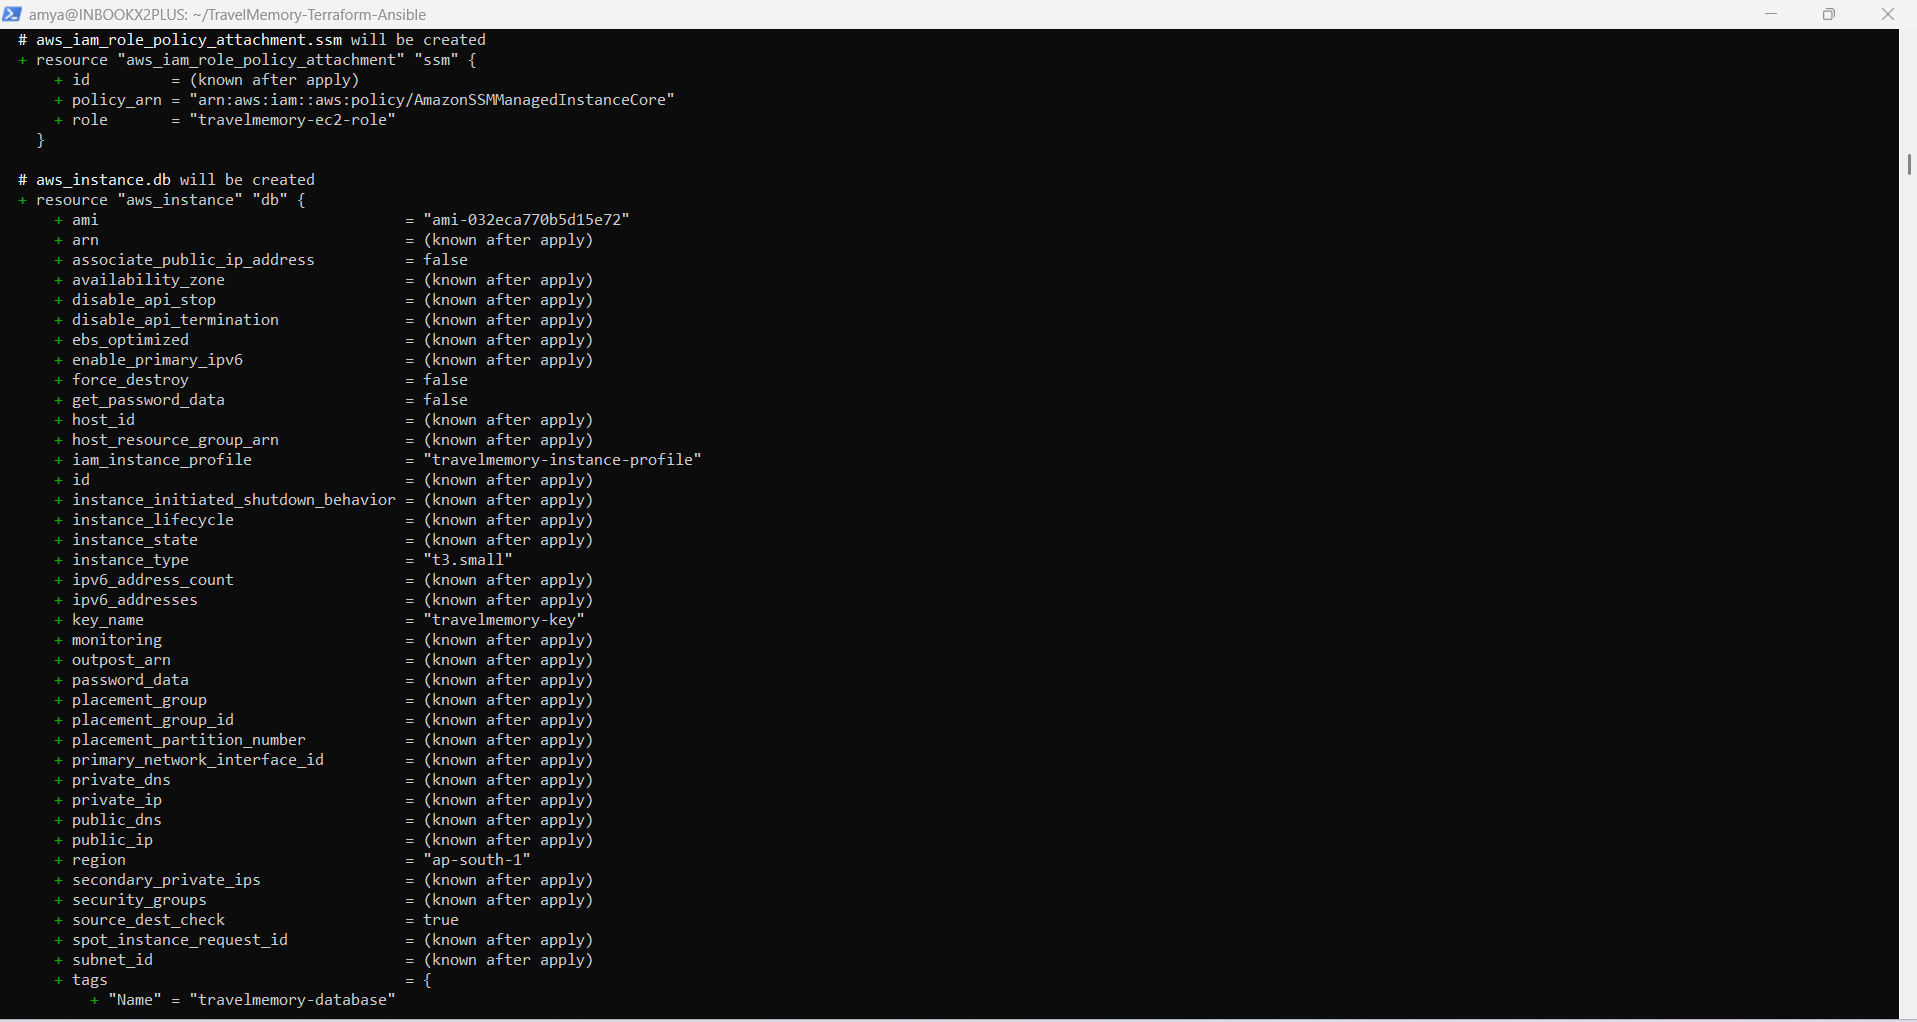 amya@INBOOKX2PLUS: ~/TravelMemory-Terraform-Ansible
# aws_iam_role_policy_attachment.ssm will be created
+ resource "aws_iam_role_policy_attachment" "ssm" {
+ id = (known after apply)
+ policy_arn = "arn:aws:iam::aws:policy/AmazonSSMManagedInstanceCore"
+ role = "travelmemory-ec2-role"
}
# aws_instance.db will be created
+ resource "aws_instance" "db" {
+ ami = "ami-032eca770b5d15e72"
+ arn = (known after apply)
+ associate_public_ip_address = false
+ availability_zone = (known after apply)
+ disable_api_stop = (known after apply)
+ disable_api_termination = (known after apply)
+ ebs_optimized = (known after apply)
+ enable_primary_ipv6 = (known after apply)
+ force_destroy = false
+ get_password_data = false
+ host_id = (known after apply)
+ host_resource_group_arn = (known after apply)
+ iam_instance_profile = "travelmemory-instance-profile"
+ id = (known after apply)
+ instance_initiated_shutdown_behavior = (known after apply)
+ instance_lifecycle = (known after apply)
+ instance_state = (known after apply)
+ instance_type = "t3.small"
+ ipv6_address_count = (known after apply)
+ ipv6_addresses = (known after apply)
+ key_name = "travelmemory-key"
+ monitoring = (known after apply)
+ outpost_arn = (known after apply)
+ password_data = (known after apply)
+ placement_group = (known after apply)
+ placement_group_id = (known after apply)
+ placement_partition_number = (known after apply)
+ primary_network_interface_id = (known after apply)
+ private_dns = (known after apply)
+ private_ip = (known after apply)
+ public_dns = (known after apply)
+ public_ip = (known after apply)
+ region = "ap-south-1"
+ secondary_private_ips = (known after apply)
+ security_groups = (known after apply)
+ source_dest_check = true
+ spot_instance_request_id = (known after apply)
+ subnet_id = (known after apply)
+ tags = {
+ "Name" = "travelmemory-database"